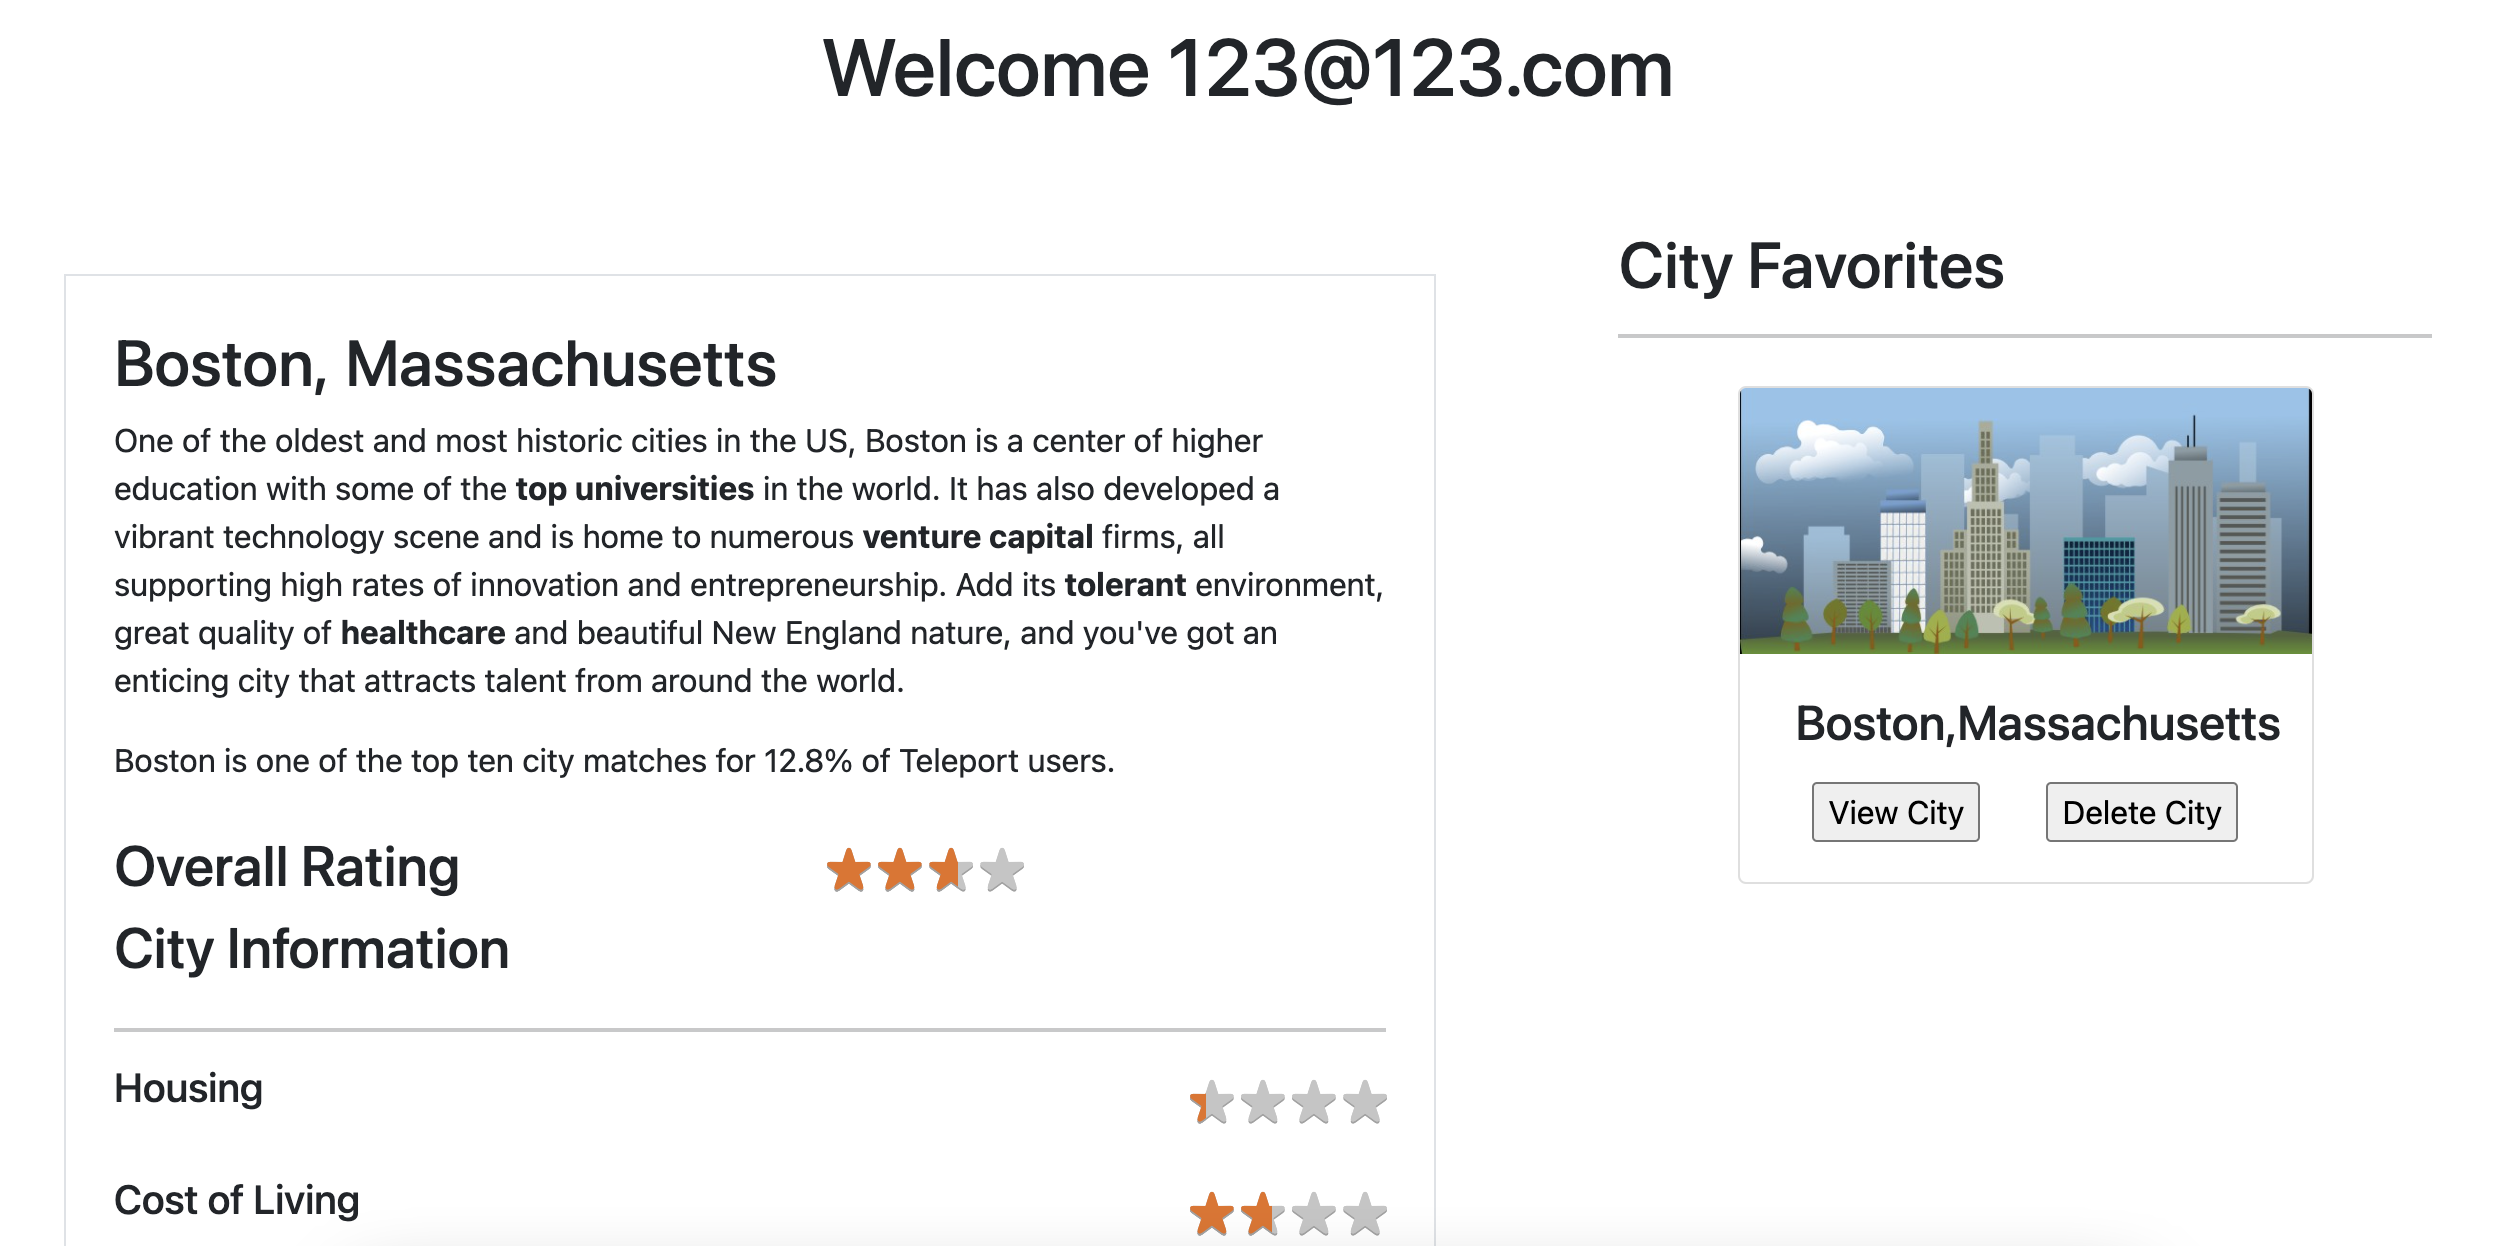 Welcome 123@123.com
Boston, Massachusetts
One of the oldest and most historic cities in the US, Boston is a center of higher
education with some of the top universities in the world. It has also developed a
vibrant technology scene and is home to numerous venture capital firms, all
supporting high rates of innovation and entrepreneurship. Add its tolerant environment,
great quality of healthcare and beautiful New England nature, and you've got an
enticing city that attracts talent from around the world.
Boston is one of the top ten city matches for 12.8% of Teleport users.
Overall Rating
City Information
Housing
Cost of Living
City Favorites
Boston,Massachusetts
View City
Delete City